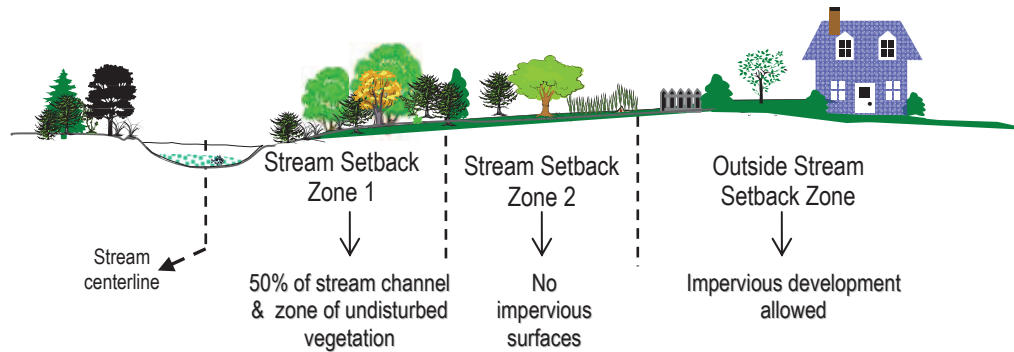 Stream Setback
Zone 1
Stream Setback
Zone 2
Outside Stream
Setback Zone
Stream
centerline
50% of stream channel
& zone of undisturbed
vegetation
No
impervious
surfaces
Impervious development
allowed